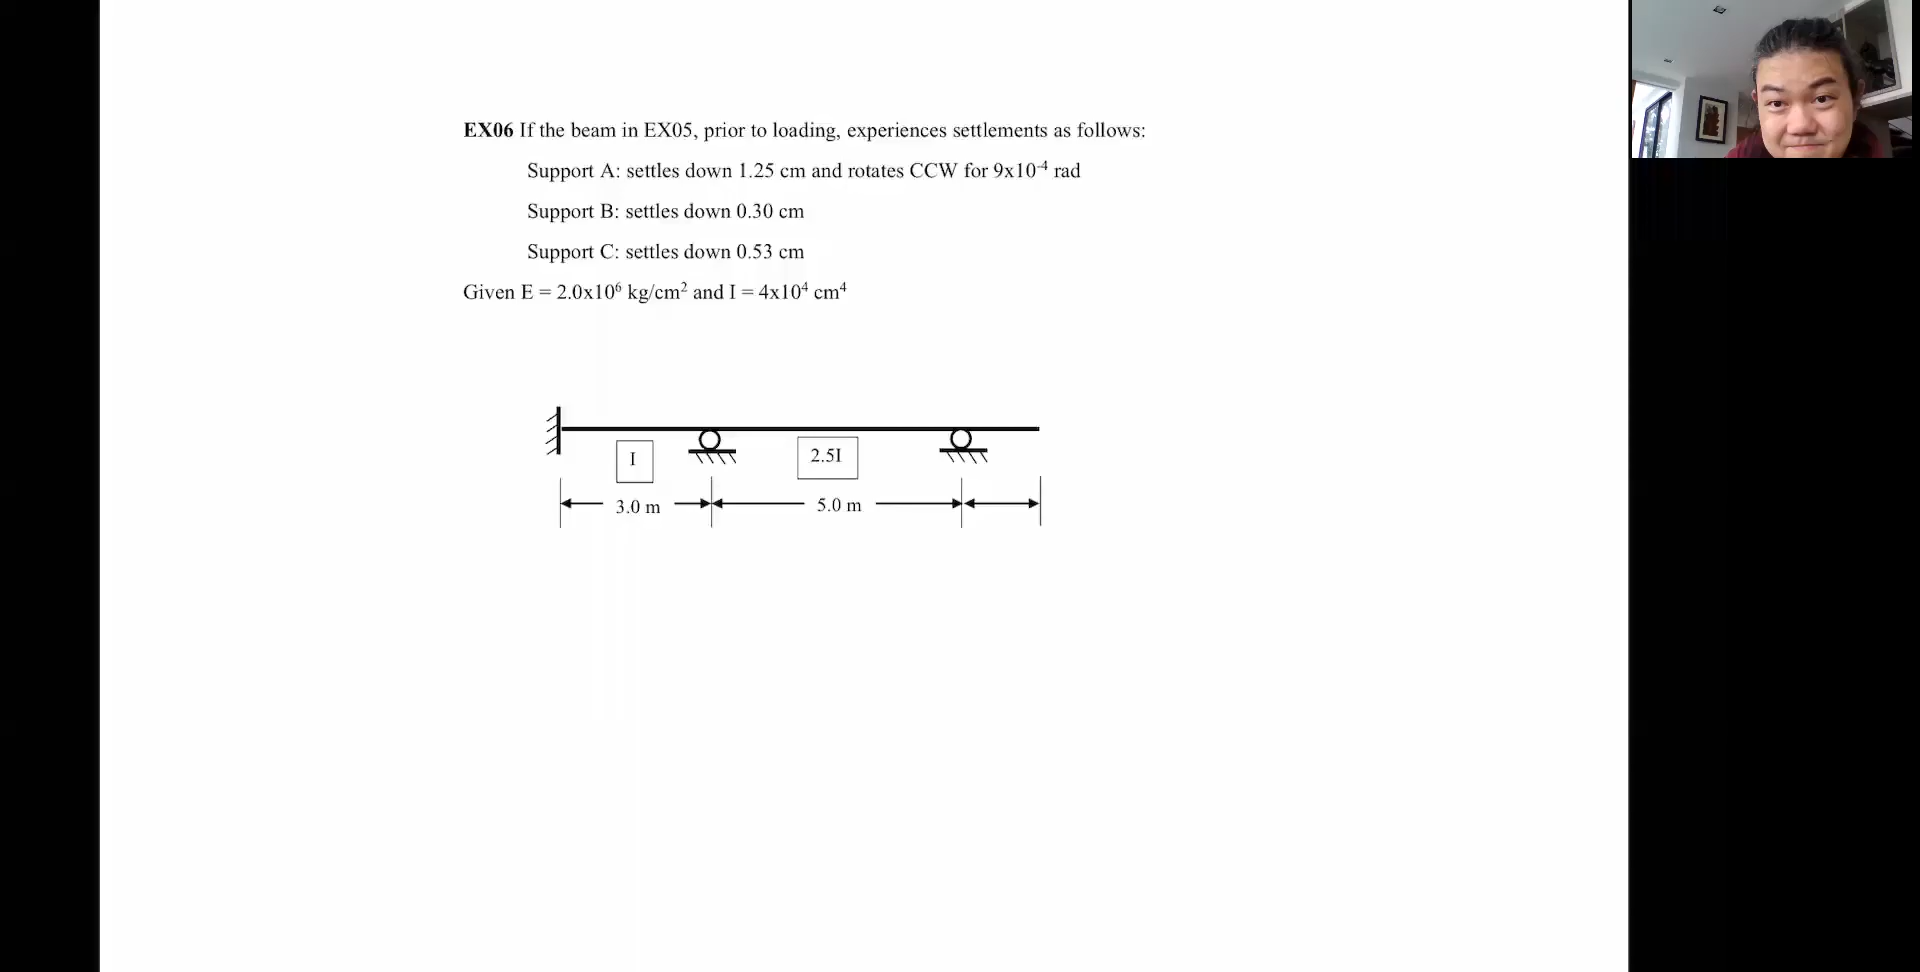 EX06 If the beam in EX05, prior to loading, experiences settlements as follows:
Support A: settles down 1.25 cm and rotates CCW for 9x10⁻⁴ rad
Support B: settles down 0.30 cm
Support C: settles down 0.53 cm
Given E = 2.0x10⁶ kg/cm² and I = 4x10⁴ cm⁴
I
2.5I
3.0 m
5.0 m